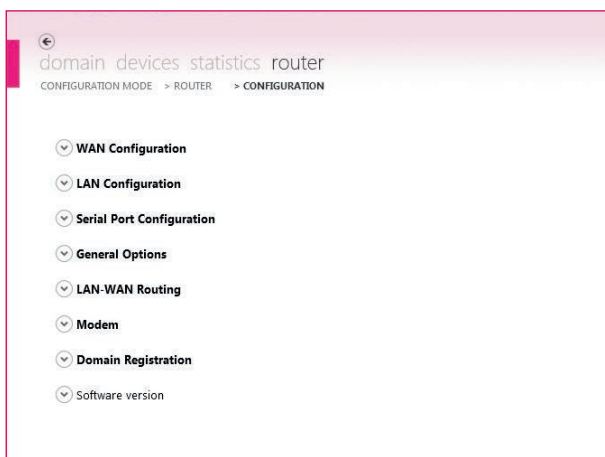 domain devices statistics router
CONFIGURATION MODE > ROUTER > CONFIGURATION
WAN Configuration
LAN Configuration
Serial Port Configuration
General Options
LAN-WAN Routing
Modem
Domain Registration
Software version